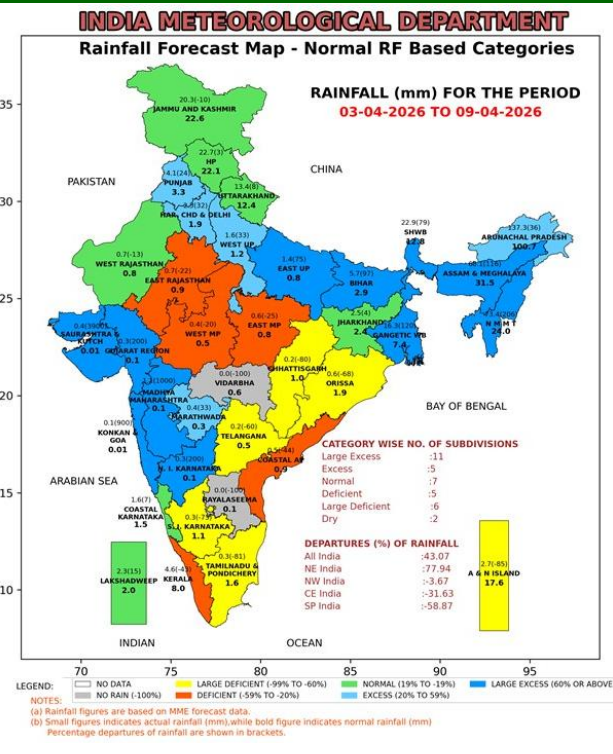 INDIA METEOROLOGICAL DEPARTMENT
Rainfall Forecast Map - Normal RF Based Categories
RAINFALL (mm) FOR THE PERIOD
03-04-2026 TO 09-04-2026
20.3(-10)
JAMMU AND KASHMIR
22.6
22.7(3)
HP
22.1
CHINA
PAKISTAN
4.1(24)
PUNJAB
3.3
13.4(8)
UTTARAKHAND
12.4
HAR. CHD & DELHI
1.9
1.6(33)
WEST UP
1.2
0.7(-13)
WEST RAJASTHAN
0.8
0.7(-22)
EAST RAJASTHAN
0.9
1.4(75)
EAST UP
0.8
5.7(97)
BIHAR
2.9
22.9(79)
SHWB
12.8
137.3(36)
ARUNACHAL PRADESH
100.7
ASSAM & MEGHALAYA
31.5
N M M T
24.0
0.4(3900)
SAURASHTRA &
KUTCH
0.01
0.3(200)
GUJARAT REGION
0.1
0.4(-20)
WEST MP
0.5
0.6(-25)
EAST MP
0.8
2.5(4)
JHARKHAND
2.4
16.3(120)
GANGETIC WB
7.4
0.2(-80)
CHHATTISGARH
1.0
0.6(-68)
ORISSA
1.9
0.0(-100)
VIDARBHA
0.6
(1000)
MADHYA
MAHARASHTRA
0.1
0.4(33)
MARATHWADA
0.3
0.1(900)
KONKAN &
GOA
0.01
0.2(-60)
TELANGANA
0.5
BAY OF BENGAL
0.5(-44)
COASTAL AP
0.9
0.3(200)
N. I. KARNATAKA
0.1
ARABIAN SEA
0.0(-100)
RAYALASEEMA
0.1
1.6(7)
COASTAL
KARNATAKA
1.5
0.3(-73)
S. I. KARNATAKA
1.1
0.3(-81)
TAMILNADU &
PONDICHERY
1.6
4.6(-43)
KERALA
8.0
2.3(15)
LAKSHADWEEP
2.0
2.7(-85)
A & N ISLAND
17.6
CATEGORY WISE NO. OF SUBDIVISIONS
Large Excess :11
Excess :5
Normal :7
Deficient :5
Large Deficient :6
Dry :2
DEPARTURES (%) OF RAINFALL
All India :43.07
NE India :77.94
NW India :-3.67
CE India :-31.63
SP India :-58.87
INDIAN OCEAN
35
30
25
20
15
10
70 75 80 85 90 95
LEGEND:
NO DATA
LARGE DEFICIENT (-99% TO -60%)
NORMAL (19% TO -19%)
LARGE EXCESS (60% OR ABOVE
NO RAIN (-100%)
DEFICIENT (-59% TO -20%)
EXCESS (20% TO 59%)
NOTES:
(a) Rainfall figures are based on MME forecast data.
(b) Small figures indicates actual rainfall (mm),while bold figure indicates normal rainfall (mm)
Percentage departures of rainfall are shown in brackets.